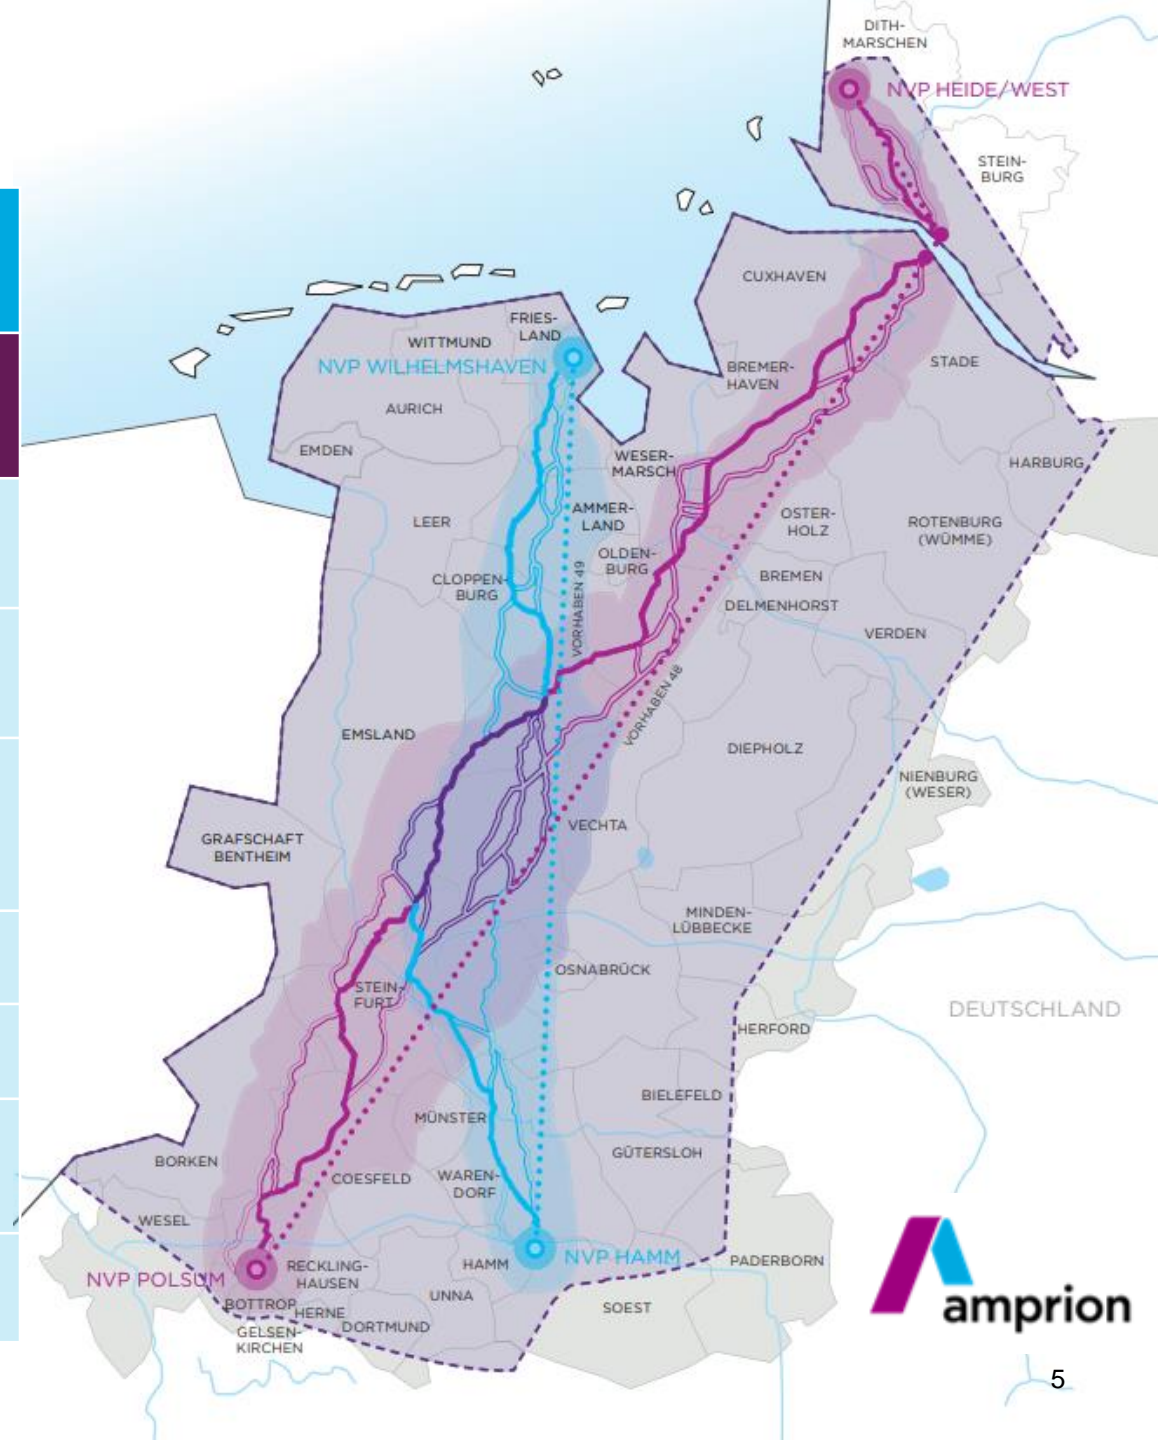 DITH-
MARSCHEN
NVP HEIDE/WEST
STEIN-
BURG
CUXHAVEN
FRIES-
LAND
WITTMUND
NVP WILHELMSHAVEN
BREMER-
HAVEN
STADE
AURICH
EMDEN
WESER-
MARSCH
HARBURG
LEER
AMMER-
LAND
OSTER-
HOLZ
ROTENBURG
(WÜMME)
OLDEN-
BURG
CLOPPEN-
BURG
VORHABEN 49
BREMEN
DELMENHORST
VERDEN
VORHABEN 48
EMSLAND
DIEPHOLZ
NIENBURG
(WESER)
VECHTA
GRAFSCHAFT
BENTHEIM
MINDEN-
LÜBBECKE
OSNABRÜCK
STEIN-
FURT
DEUTSCHLAND
HERFORD
BIELEFELD
MÜNSTER
GÜTERSLOH
BORKEN
COESFELD
WAREN-
DORF
WESEL
NVP HAMM
HAMM
PADERBORN
NVP POLSUM
RECKLING-
HAUSEN
UNNA
BOTTROP
HERNE
SOEST
DORTMUND
GELSEN-
KIRCHEN
amprion
5